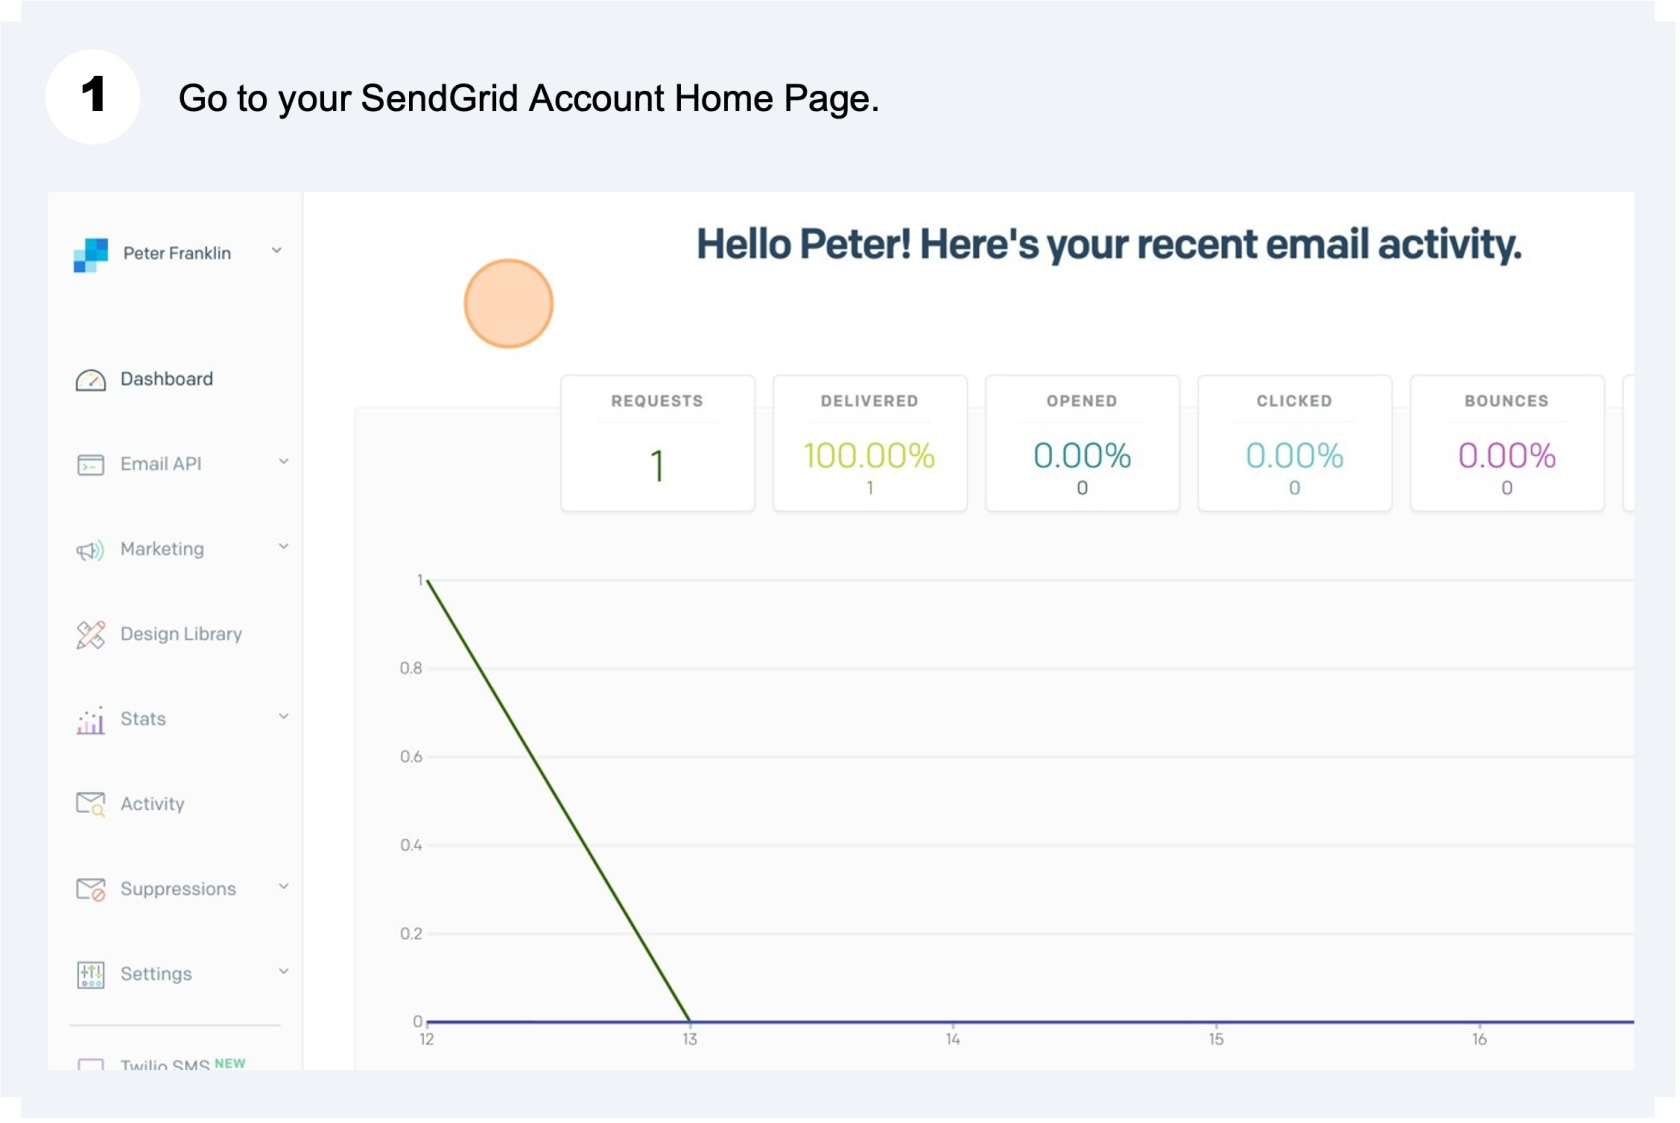 1
Go to your SendGrid Account Home Page.
Peter Franklin
Hello Peter! Here's your recent email activity.
Dashboard
Email API
Marketing
Design Library
Stats
Activity
Suppressions
Settings
Twilio SMS NEW
REQUESTS
1
DELIVERED
100.00%
1
OPENED
0.00%
0
CLICKED
0.00%
0
BOUNCES
0.00%
0
1
0.8
0.6
0.4
0.2
0
12 13 14 15 16